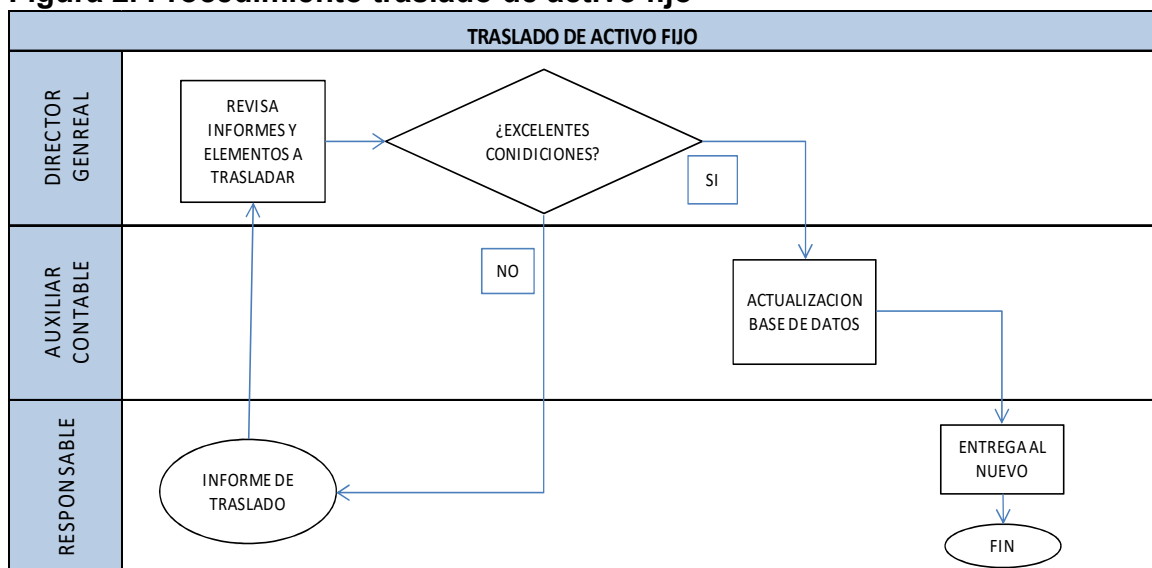 Figura 2. Procedimiento traslado de activo fijo
TRASLADO DE ACTIVO FIJO
DIRECTOR
GENREAL
REVISA
INFORMES Y
ELEMENTOS A
TRASLADAR
¿EXCELENTES
CONIDICIONES?
SI
AUXILIAR
CONTABLE
NO
ACTUALIZACION
BASE DE DATOS
RESPONSABLE
INFORME DE
TRASLADO
ENTREGA AL
NUEVO
FIN